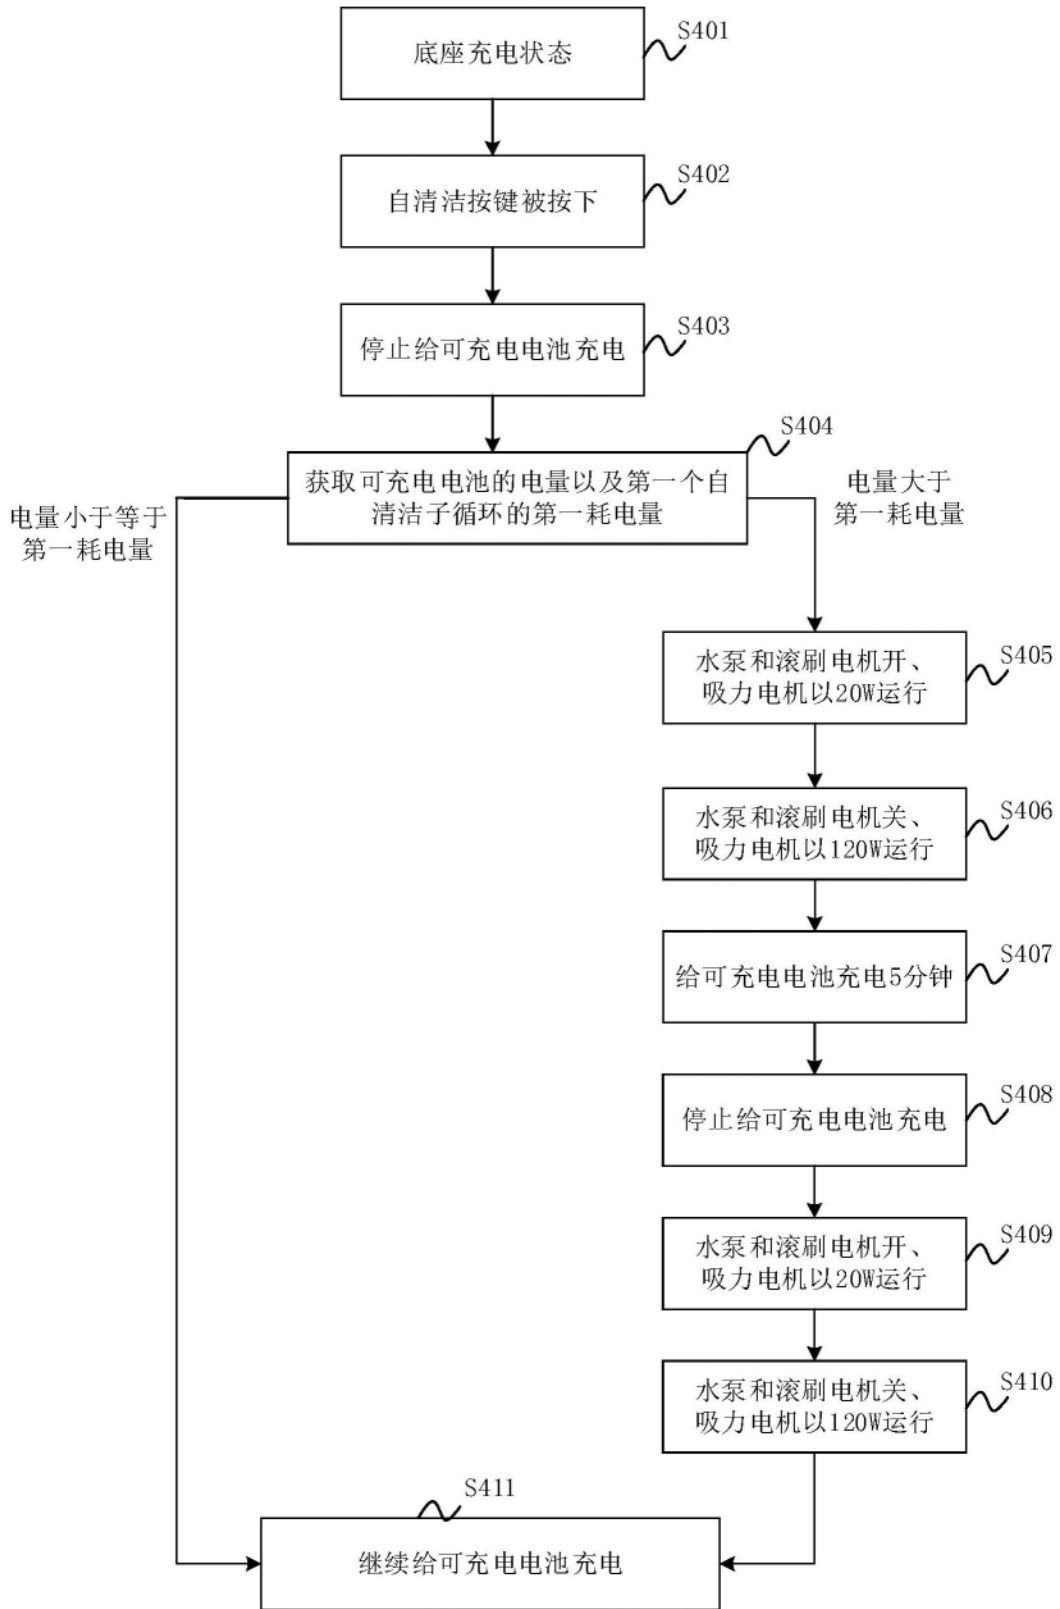 底座充电状态
S401
自清洁按键被按下
S402
停止给可充电电池充电
S403
S404
获取可充电电池的电量以及第一个自
清洁子循环的第一耗电量
电量小于等于
第一耗电量
电量大于
第一耗电量
水泵和滚刷电机开、
吸力电机以20W运行
S405
水泵和滚刷电机关、
吸力电机以120W运行
S406
给可充电电池充电5分钟
S407
停止给可充电电池充电
S408
水泵和滚刷电机开、
吸力电机以20W运行
S409
水泵和滚刷电机关、
吸力电机以120W运行
S410
S411
继续给可充电电池充电